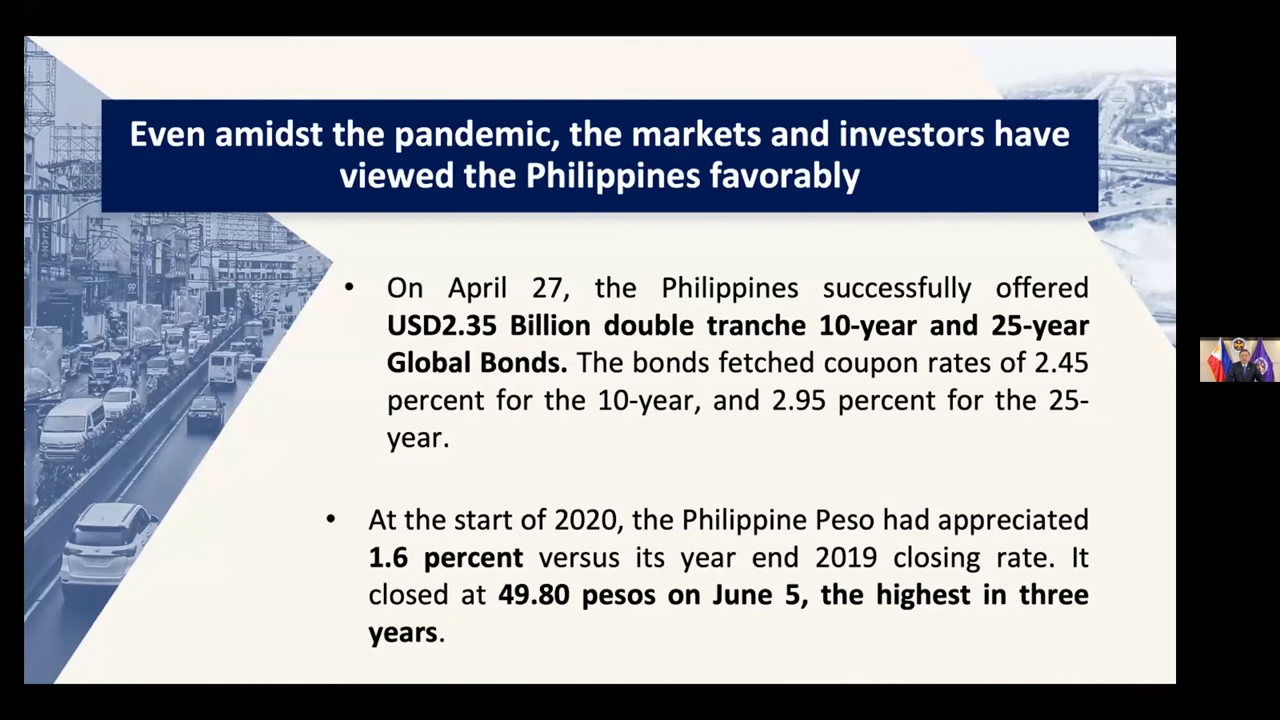 Even amidst the pandemic, the markets and investors have
viewed the Philippines favorably
• On April 27, the Philippines successfully offered
USD2.35 Billion double tranche 10-year and 25-year
Global Bonds. The bonds fetched coupon rates of 2.45
percent for the 10-year, and 2.95 percent for the 25-
year.
• At the start of 2020, the Philippine Peso had appreciated
1.6 percent versus its year end 2019 closing rate. It
closed at 49.80 pesos on June 5, the highest in three
years.